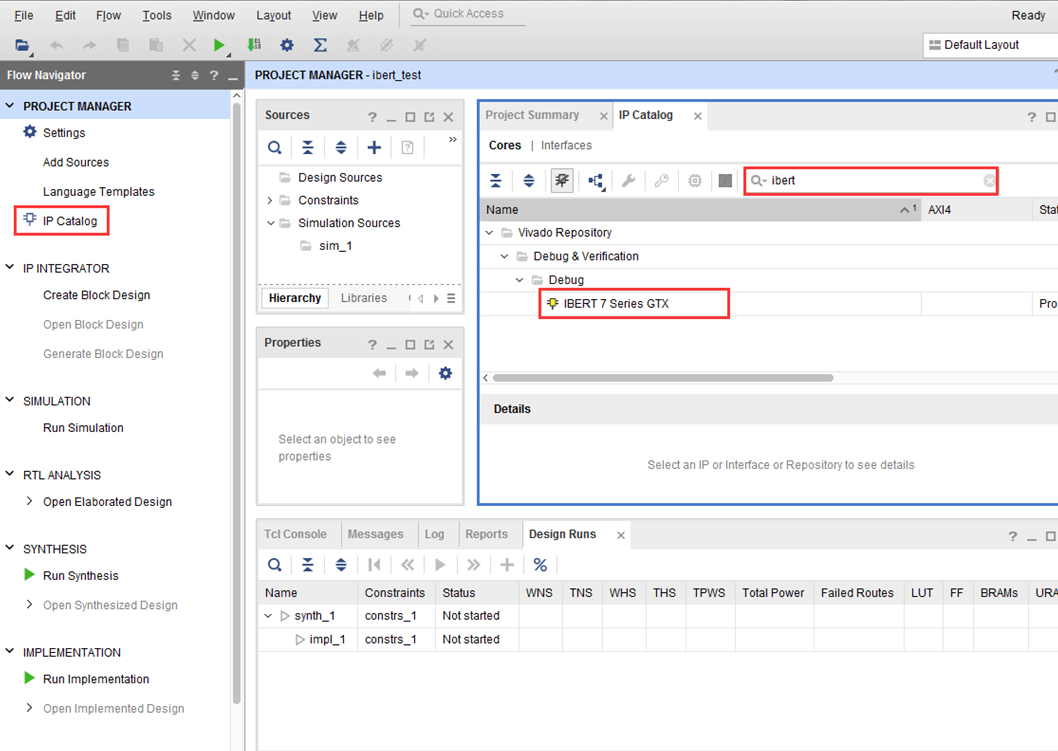 File Edit Flow Tools Window Layout View Help Quick Access Ready
Default Layout
Flow Navigator ? _
PROJECT MANAGER
Settings
Add Sources
Language Templates
IP Catalog
IP INTEGRATOR
Create Block Design
Open Block Design
Generate Block Design
SIMULATION
Run Simulation
RTL ANALYSIS
Open Elaborated Design
SYNTHESIS
Run Synthesis
Open Synthesized Design
IMPLEMENTATION
Run Implementation
Open Implemented Design
PROJECT MANAGER - ibert_test
Sources
Design Sources
Constraints
Simulation Sources
sim_1
Hierarchy Libraries
Properties
Select an object to see
properties
Project Summary IP Catalog
Cores | Interfaces
ibert
Name 1 AXI4 Stat
Vivado Repository
Debug & Verification
Debug
IBERT 7 Series GTX Pro
Details
Select an IP or Interface or Repository to see details
Tcl Console Messages Log Reports Design Runs
Name Constraints Status WNS TNS WHS THS TPWS Total Power Failed Routes LUT FF BRAMs URA
synth_1 constrs_1 Not started
impl_1 constrs_1 Not started